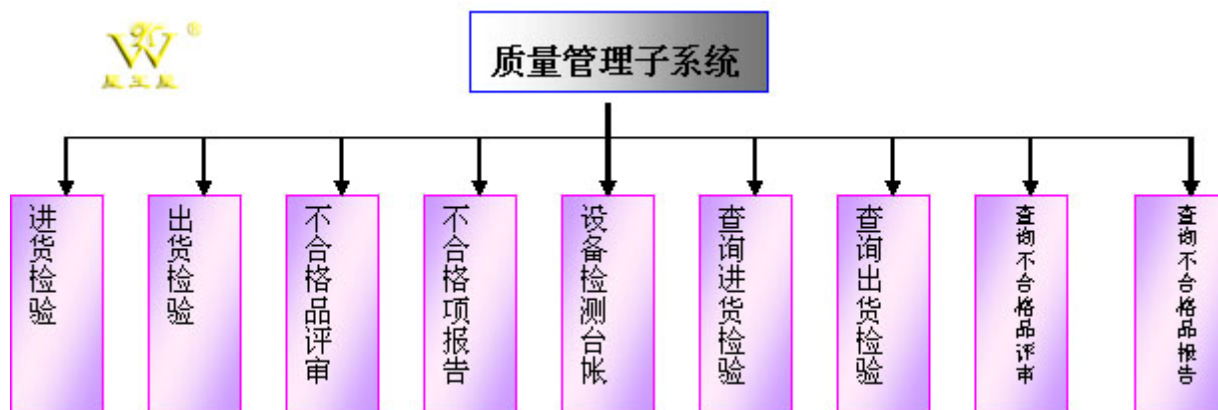 ®
星王星
质量管理子系统
进货检验
出货检验
不合格品评审
不合格项报告
设备检测台帐
查询进货检验
查询出货检验
查询不合格品评审
查询不合格品报告